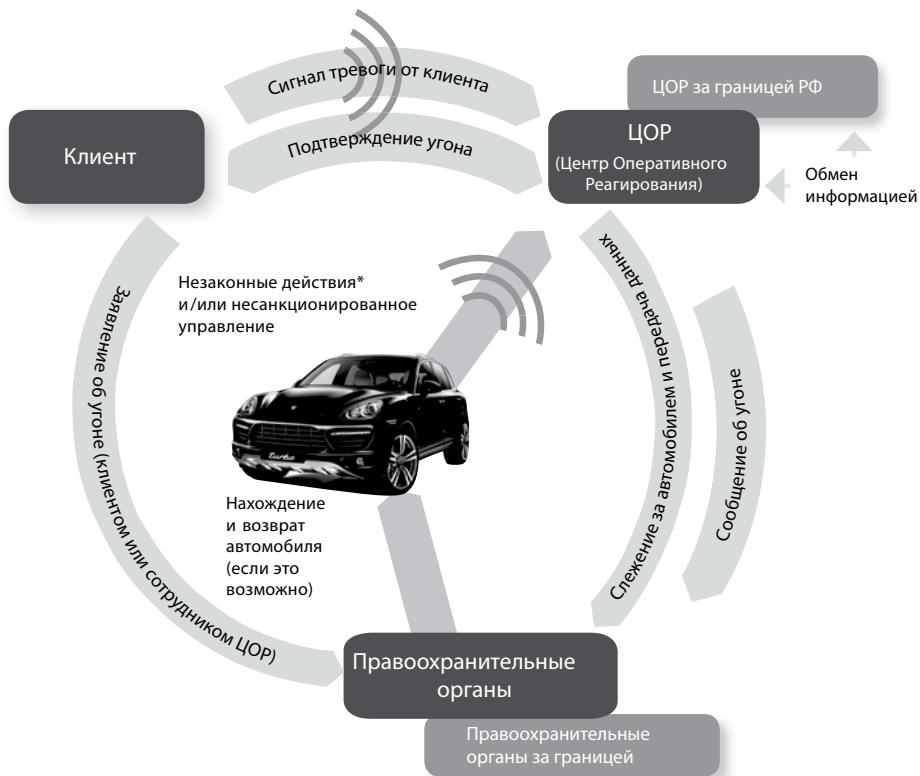 Сигнал тревоги от клиента
ЦОР за границей РФ
Клиент
Подтверждение угона
ЦОР
(Центр Оперативного
Реагирования)
Обмен
информацией
Незаконные действия*
и/или несанкционированное
управление
Заявление об угоне (клиентом или сотрудником ЦОР)
Слежение за автомобилем и передача данных
Сообщение об угоне
turbo
Нахождение
и возврат
автомобиля
(если это
возможно)
Правоохранительные
органы
Правоохранительные
органы за границей